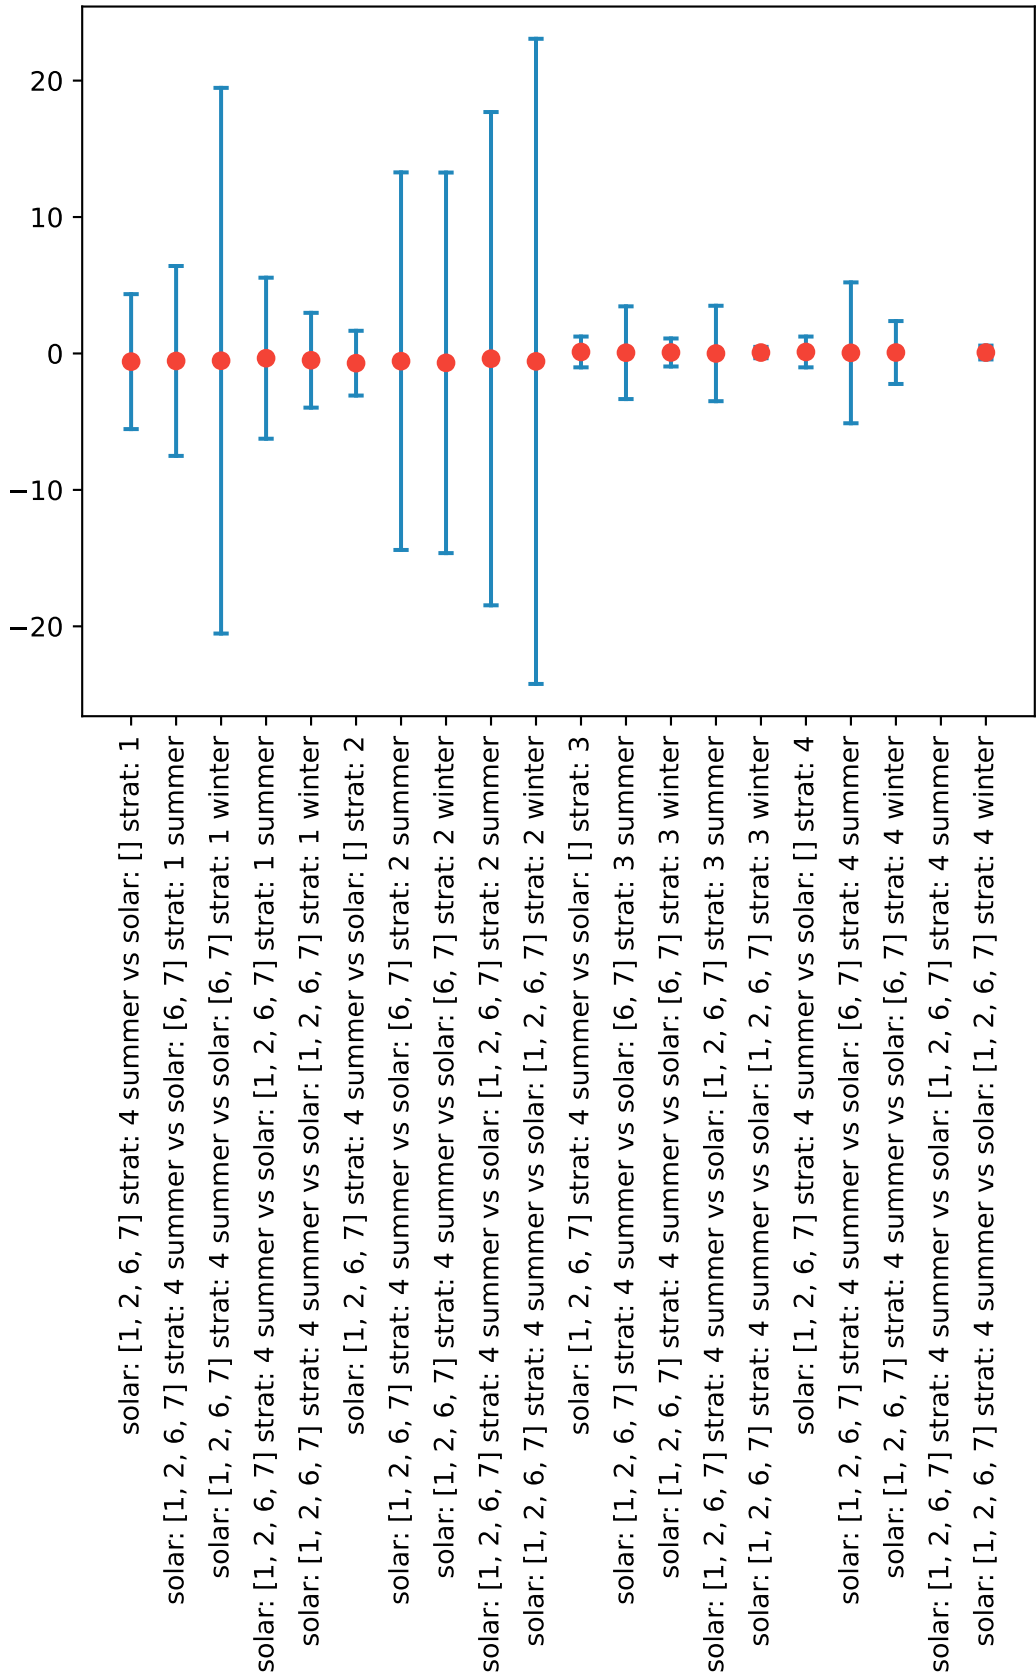 20
10
0
−10
−20
solar: [1, 2, 6, 7] strat: 4 summer vs solar: [] strat: 1
solar: [1, 2, 6, 7] strat: 4 summer vs solar: [6, 7] strat: 1 summer
solar: [1, 2, 6, 7] strat: 4 summer vs solar: [6, 7] strat: 1 winter
solar: [1, 2, 6, 7] strat: 4 summer vs solar: [1, 2, 6, 7] strat: 1 summer
solar: [1, 2, 6, 7] strat: 4 summer vs solar: [1, 2, 6, 7] strat: 1 winter
solar: [1, 2, 6, 7] strat: 4 summer vs solar: [] strat: 2
solar: [1, 2, 6, 7] strat: 4 summer vs solar: [6, 7] strat: 2 summer
solar: [1, 2, 6, 7] strat: 4 summer vs solar: [6, 7] strat: 2 winter
solar: [1, 2, 6, 7] strat: 4 summer vs solar: [1, 2, 6, 7] strat: 2 summer
solar: [1, 2, 6, 7] strat: 4 summer vs solar: [1, 2, 6, 7] strat: 2 winter
solar: [1, 2, 6, 7] strat: 4 summer vs solar: [] strat: 3
solar: [1, 2, 6, 7] strat: 4 summer vs solar: [6, 7] strat: 3 summer
solar: [1, 2, 6, 7] strat: 4 summer vs solar: [6, 7] strat: 3 winter
solar: [1, 2, 6, 7] strat: 4 summer vs solar: [1, 2, 6, 7] strat: 3 summer
solar: [1, 2, 6, 7] strat: 4 summer vs solar: [1, 2, 6, 7] strat: 3 winter
solar: [1, 2, 6, 7] strat: 4 summer vs solar: [] strat: 4
solar: [1, 2, 6, 7] strat: 4 summer vs solar: [6, 7] strat: 4 summer
solar: [1, 2, 6, 7] strat: 4 summer vs solar: [6, 7] strat: 4 winter
solar: [1, 2, 6, 7] strat: 4 summer vs solar: [1, 2, 6, 7] strat: 4 summer
solar: [1, 2, 6, 7] strat: 4 summer vs solar: [1, 2, 6, 7] strat: 4 winter